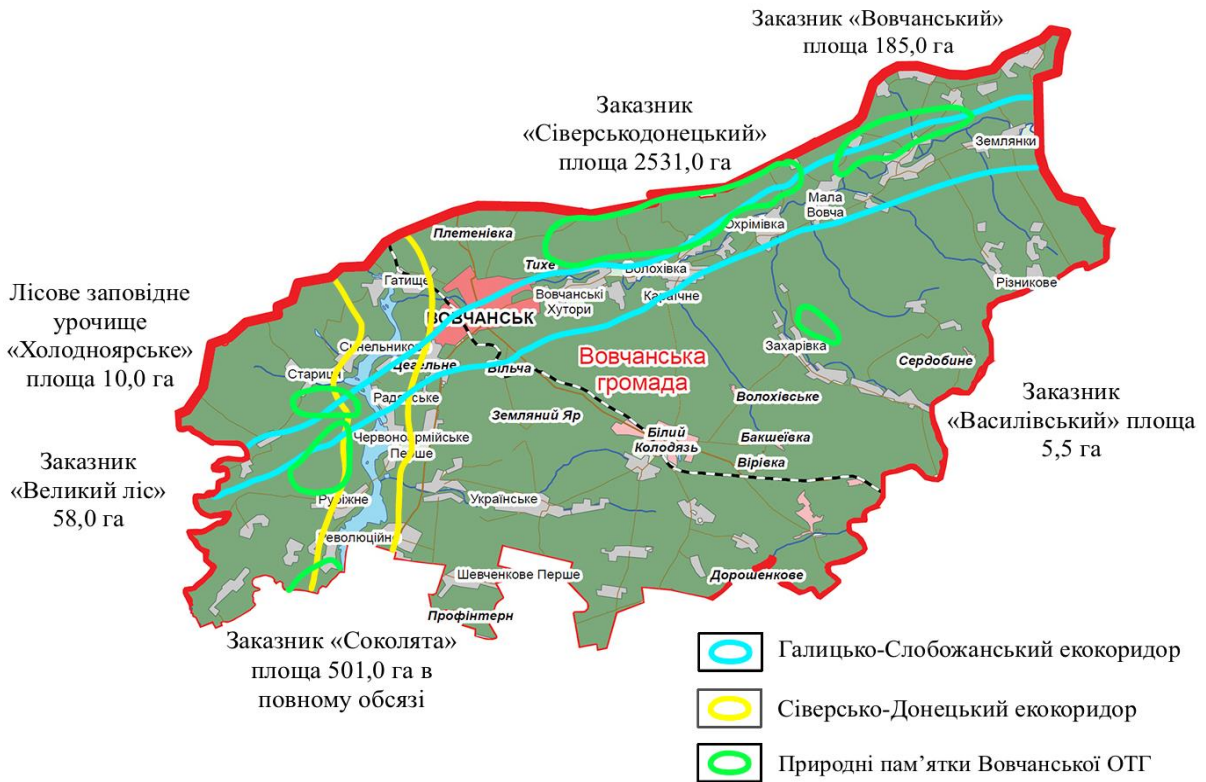 Заказник «Вовчанський»
площа 185,0 га
Заказник
«Сіверськодонецький»
площа 2531,0 га
Землянки
Мала
Вовча
Охрімівка
Плетенівка
Тихе
Волохівка
Гатище
Вовчанські
Хутори
Караїчне
Різникове
ВОВЧАНСЬК
Лісове заповідне
урочище
«Холодноярське»
площа 10,0 га
Синельникове
Захарівка
Цегельне
Вільча
Вовчанська
громада
Сердобине
Стариця
Радянське
Волохівське
Заказник
«Василівський» площа
5,5 га
Земляний Яр
Червоноармійське
Перше
Білий
Колодязь
Бакшеївка
Вірівка
Заказник
«Великий ліс»
58,0 га
Рубіжне
Українське
Революційне
Шевченкове Перше
Дорошенкове
Профінтерн
Заказник «Соколята»
площа 501,0 га в
повному обсязі
Галицько-Слобожанський екокоридор
Сіверсько-Донецький екокоридор
Природні пам’ятки Вовчанської ОТГ